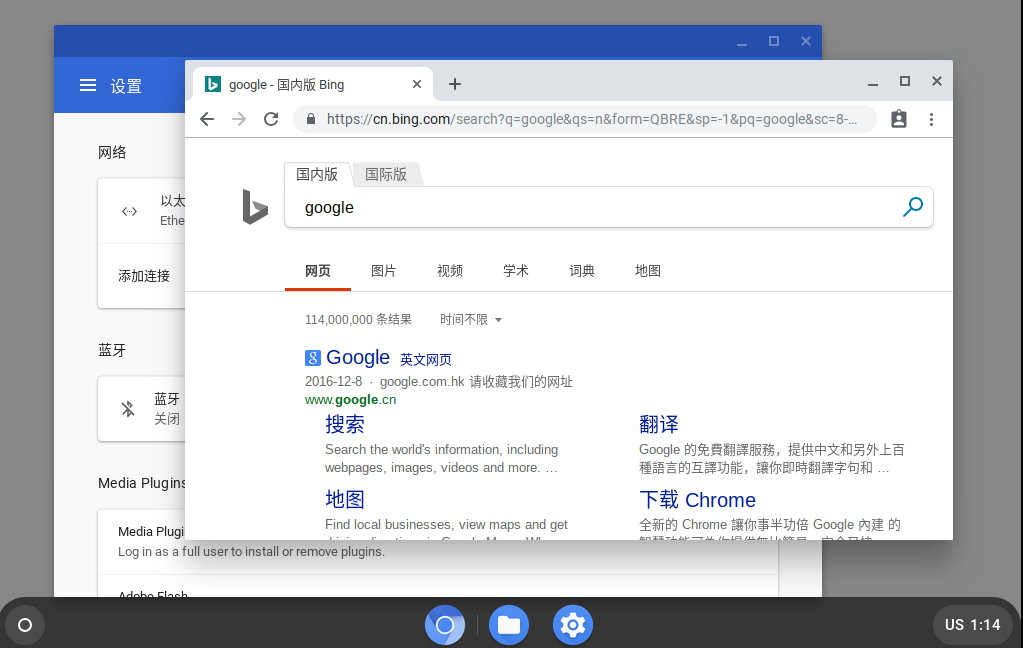 设置
google - 国内版 Bing
https://cn.bing.com/search?q=google&qs=n&form=QBRE&sp=-1&pq=google&sc=8-...
网络
以太
Ethe
添加连接
蓝牙
蓝牙
关闭
Media Plugins
Media Plugi
Log in as a full user to install or remove plugins.
Adobe Flash
国内版 国际版
google
网页 图片 视频 学术 词典 地图
114,000,000 条结果 时间不限
Google 英文网页
2016-12-8 · google.com.hk 请收藏我们的网址
www.google.cn
搜索
Search the world's information, including
webpages, images, videos and more. ...
翻译
Google 的免費翻譯服務，提供中文和另外上百
種語言的互譯功能，讓你即時翻譯字句和 ...
地图
Find local businesses, view maps and get
下载 Chrome
全新的 Chrome 讓你事半功倍 Google 內建 的
US 1:14